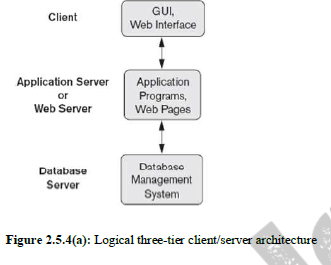 Client
GUI,
Web Interface
Application Server
or
Web Server
Application
Programs,
Web Pages
Database
Server
Database
Management
System
Figure 2.5.4(a): Logical three-tier client/server architecture